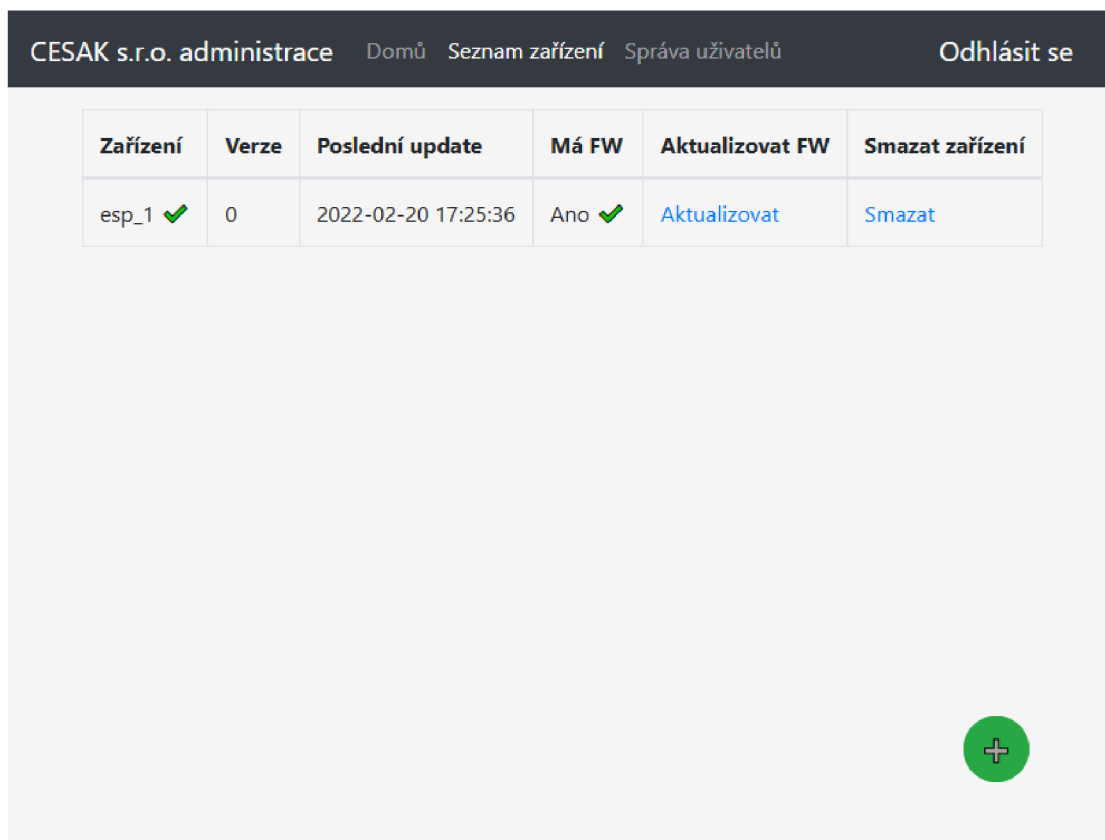 CESAK s.r.o. administrace Domů Seznam zařízení Správa uživatelů Odhlásit se
Zařízení Verze Poslední update Má FW Aktualizovat FW Smazat zařízení
esp_1 0 2022-02-20 17:25:36 Ano Aktualizovat Smazat